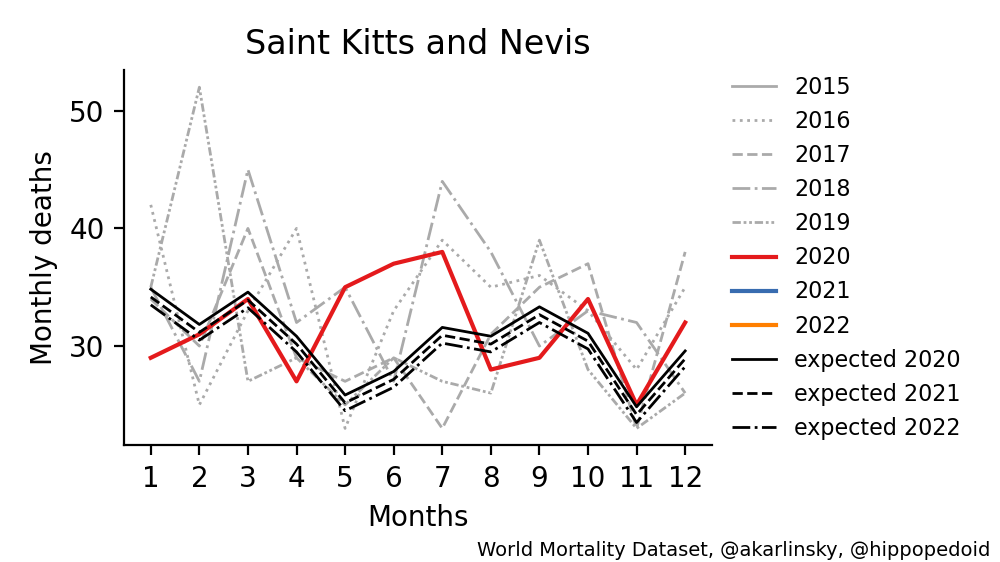 Saint Kitts and Nevis
Monthly deaths
50
40
30
1 2 3 4 5 6 7 8 9 10 11 12
Months
2015
2016
2017
2018
2019
2020
2021
2022
expected 2020
expected 2021
expected 2022
World Mortality Dataset, @akarlinsky, @hippopedoid